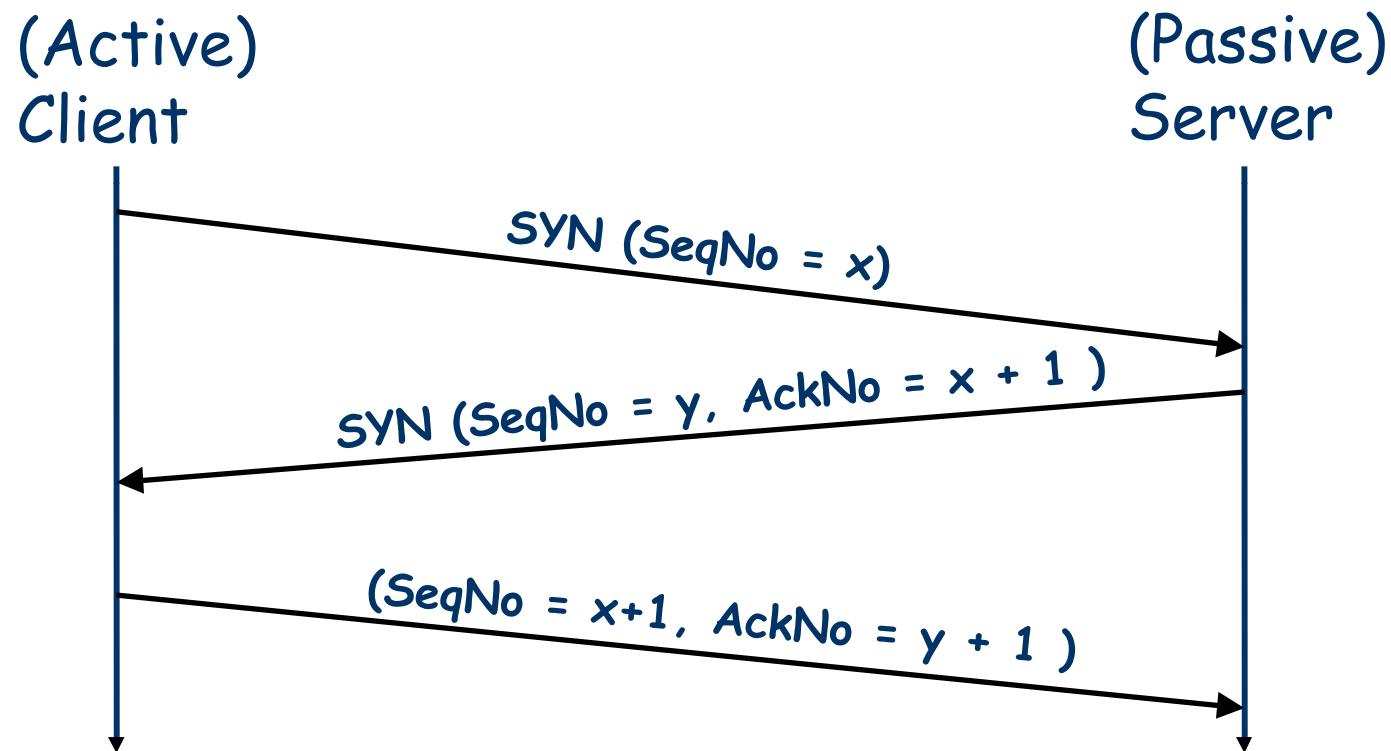 (Active)
Client
(Passive)
Server
SYN (SeqNo = x)
SYN (SeqNo = y, AckNo = x + 1 )
(SeqNo = x+1, AckNo = y + 1 )